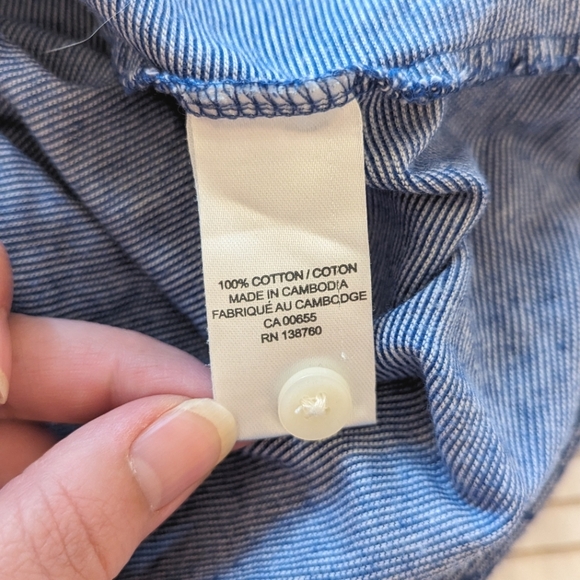 100% COTTON / COTON
MADE IN CAMBODIA
FABRIQUÉ AU CAMBODGE
CA 00655
RN 138760